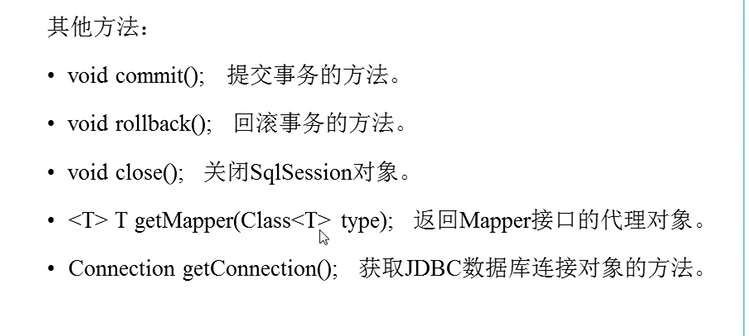 其他方法：
• void commit(); 提交事务的方法。
• void rollback(); 回滚事务的方法。
• void close(); 关闭SqlSession对象。
• <T> T getMapper(Class<T> type); 返回Mapper接口的代理对象。
• Connection getConnection(); 获取JDBC数据库连接对象的方法。